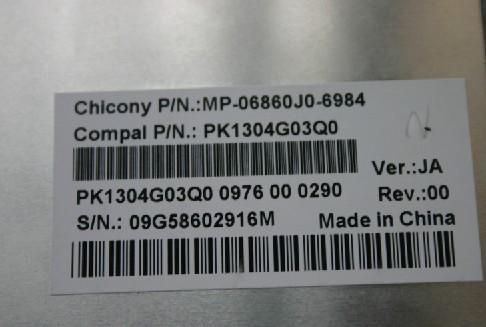 Chicony P/N.:MP-06860J0-6984
Compal P/N.: PK1304G03Q0
Ver.:JA
PK1304G03Q0 0976 00 0290 Rev.:00
S/N.: 09G58602916M Made in China